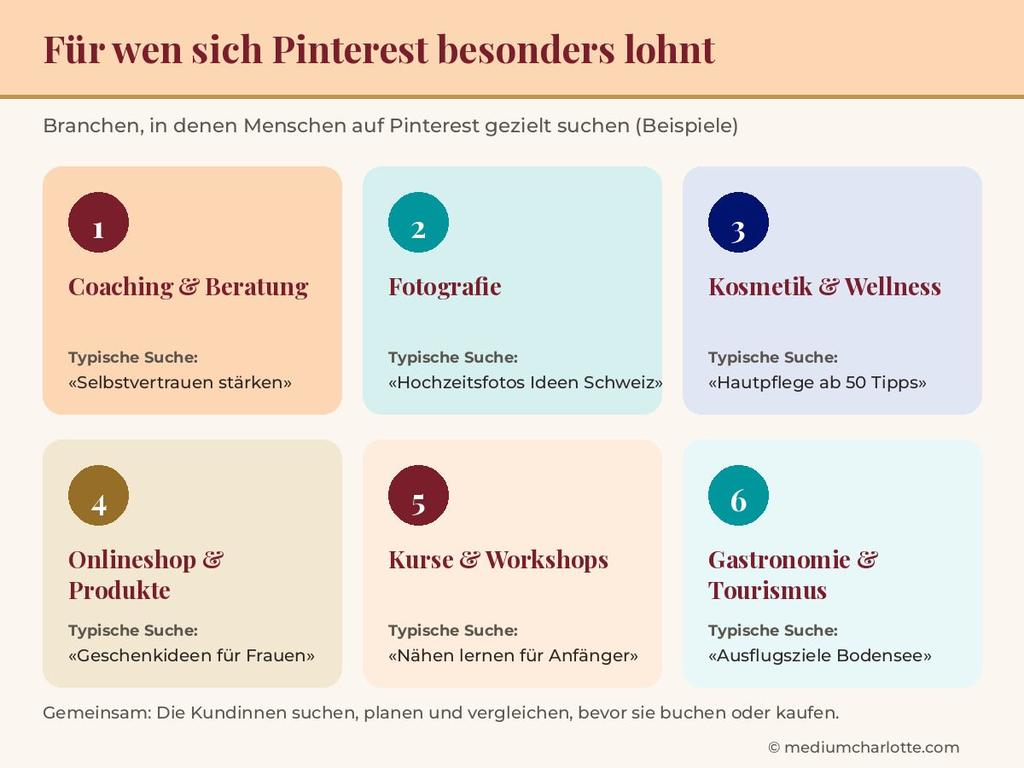 Für wen sich Pinterest besonders lohnt
Branchen, in denen Menschen auf Pinterest gezielt suchen (Beispiele)
1
Coaching & Beratung
Typische Suche:
«Selbstvertrauen stärken»
2
Fotografie
Typische Suche:
«Hochzeitsfotos Ideen Schweiz»
3
Kosmetik & Wellness
Typische Suche:
«Hautpflege ab 50 Tipps»
4
Onlineshop &
Produkte
Typische Suche:
«Geschenkideen für Frauen»
5
Kurse & Workshops
Typische Suche:
«Nähen lernen für Anfänger»
6
Gastronomie &
Tourismus
Typische Suche:
«Ausflugsziele Bodensee»
Gemeinsam: Die Kundinnen suchen, planen und vergleichen, bevor sie buchen oder kaufen.
© mediumcharlotte.com